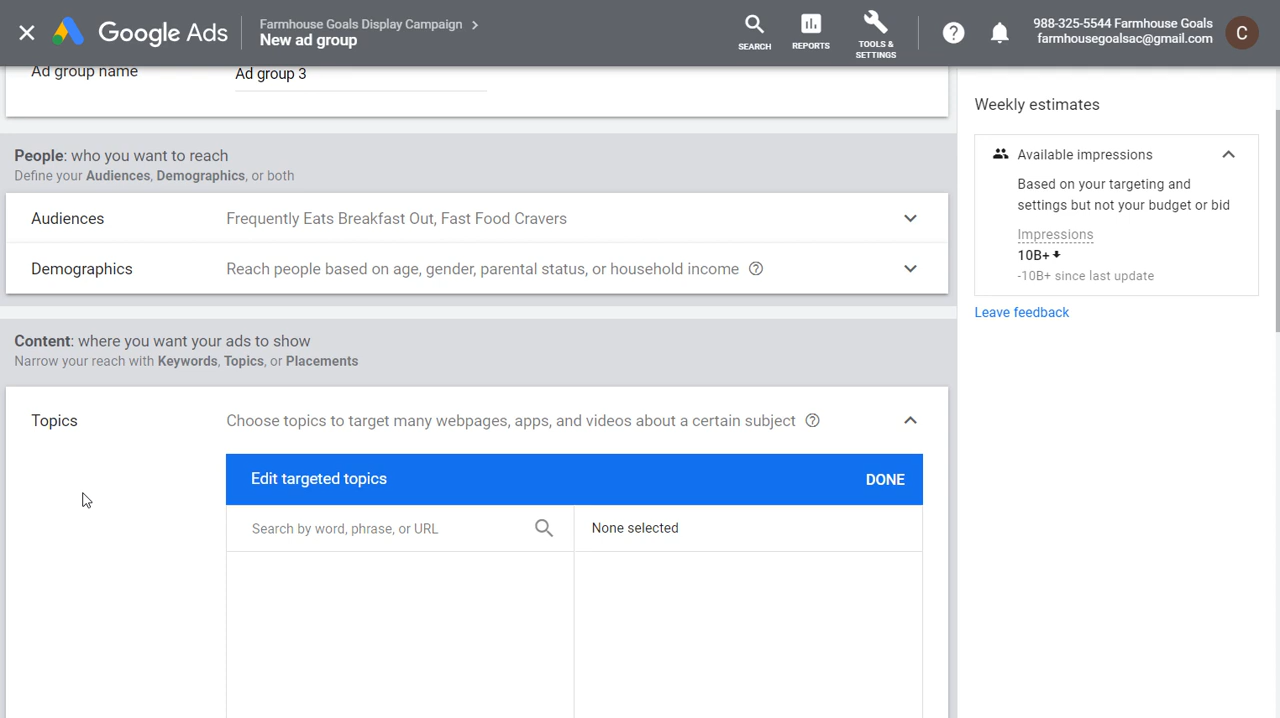 Google Ads
Farmhouse Goals Display Campaign
New ad group
SEARCH
REPORTS
TOOLS &
SETTINGS
988-325-5544 Farmhouse Goals
farmhousegoalsac@gmail.com
C
Ad group name
Ad group 3
People: who you want to reach
Define your Audiences, Demographics, or both
Audiences
Frequently Eats Breakfast Out, Fast Food Cravers
Demographics
Reach people based on age, gender, parental status, or household income
Content: where you want your ads to show
Narrow your reach with Keywords, Topics, or Placements
Topics
Choose topics to target many webpages, apps, and videos about a certain subject
Edit targeted topics
DONE
Search by word, phrase, or URL
None selected
Weekly estimates
Available impressions
Based on your targeting and
settings but not your budget or bid
Impressions
10B+
-10B+ since last update
Leave feedback